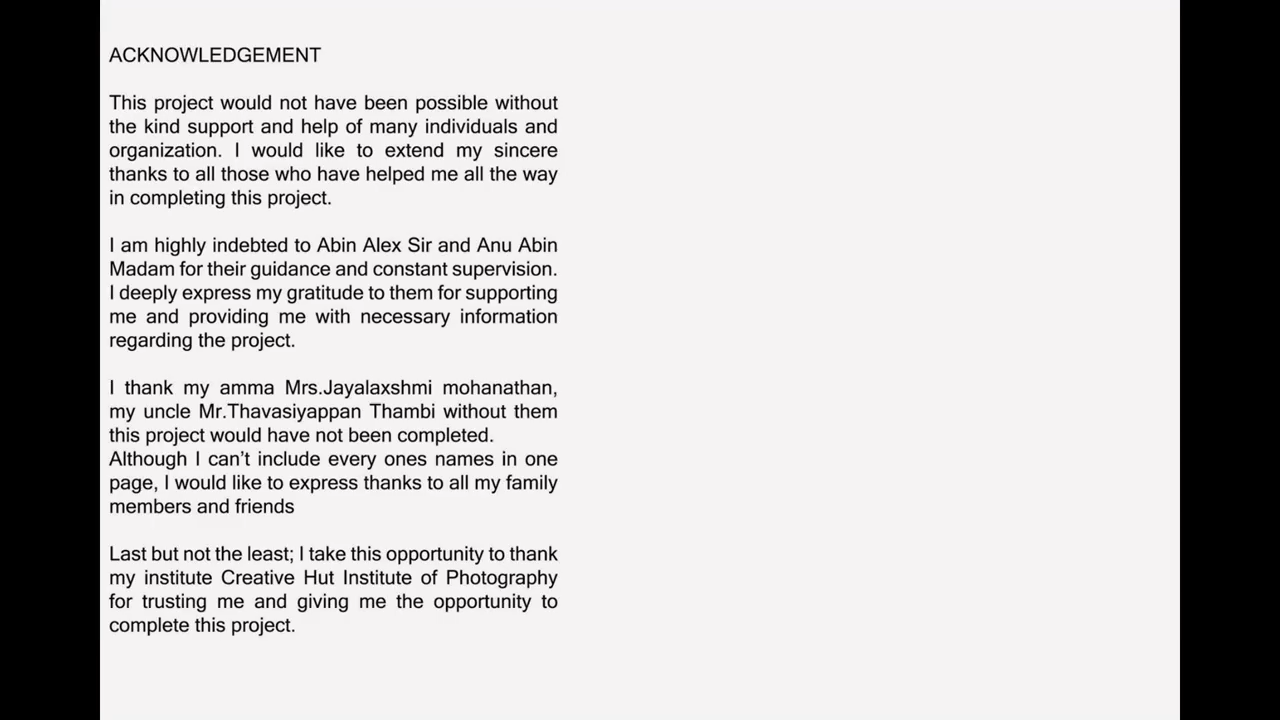 ACKNOWLEDGEMENT
This project would not have been possible without
the kind support and help of many individuals and
organization. I would like to extend my sincere
thanks to all those who have helped me all the way
in completing this project.
I am highly indebted to Abin Alex Sir and Anu Abin
Madam for their guidance and constant supervision.
I deeply express my gratitude to them for supporting
me and providing me with necessary information
regarding the project.
I thank my amma Mrs.Jayalaxshmi mohanathan,
my uncle Mr.Thavasiyappan Thambi without them
this project would have not been completed.
Although I can’t include every ones names in one
page, I would like to express thanks to all my family
members and friends
Last but not the least; I take this opportunity to thank
my institute Creative Hut Institute of Photography
for trusting me and giving me the opportunity to
complete this project.